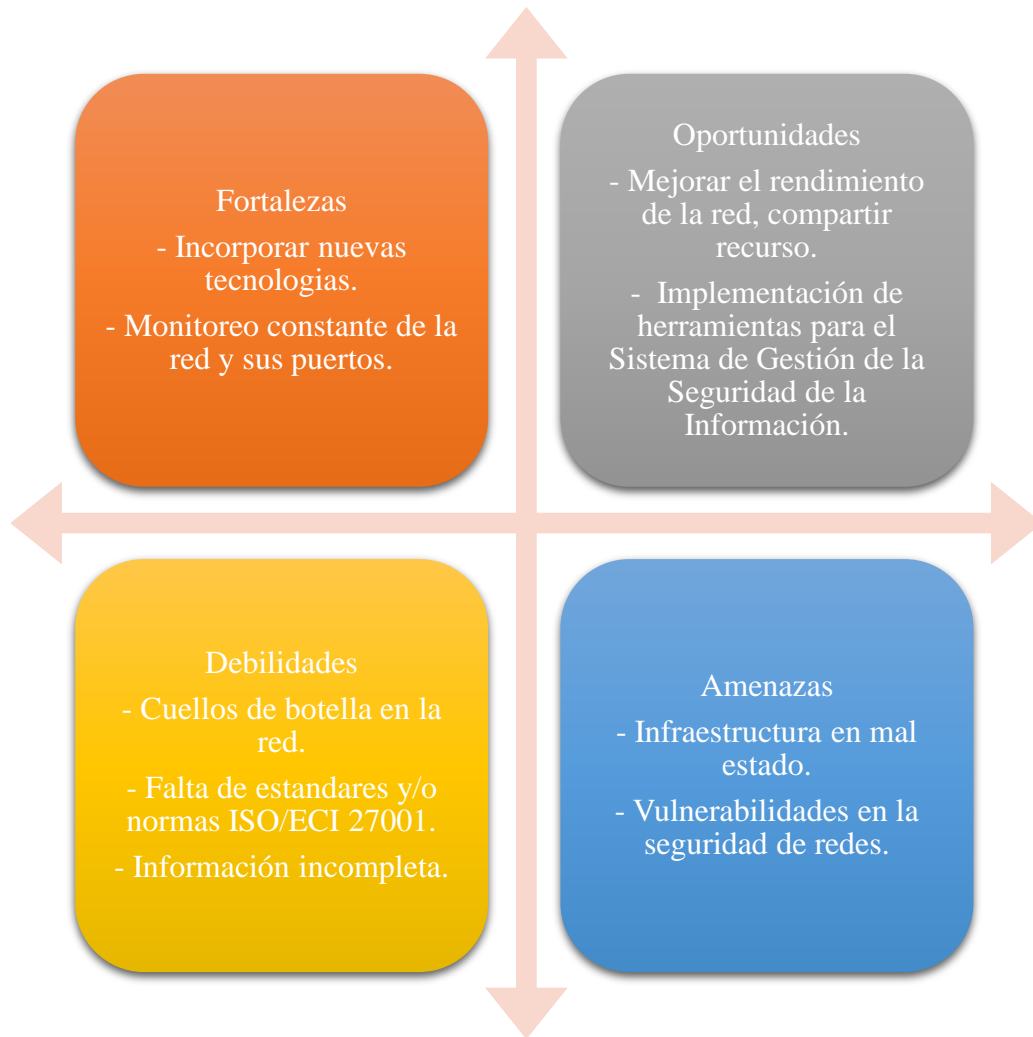 Fortalezas
- Incorporar nuevas
tecnologias.
- Monitoreo constante de la
red y sus puertos.
Oportunidades
- Mejorar el rendimiento
de la red, compartir
recurso.
- Implementación de
herramientas para el
Sistema de Gestión de la
Seguridad de la
Información.
Debilidades
- Cuellos de botella en la
red.
- Falta de estandares y/o
normas ISO/ECI 27001.
- Información incompleta.
Amenazas
- Infraestructura en mal
estado.
- Vulnerabilidades en la
seguridad de redes.